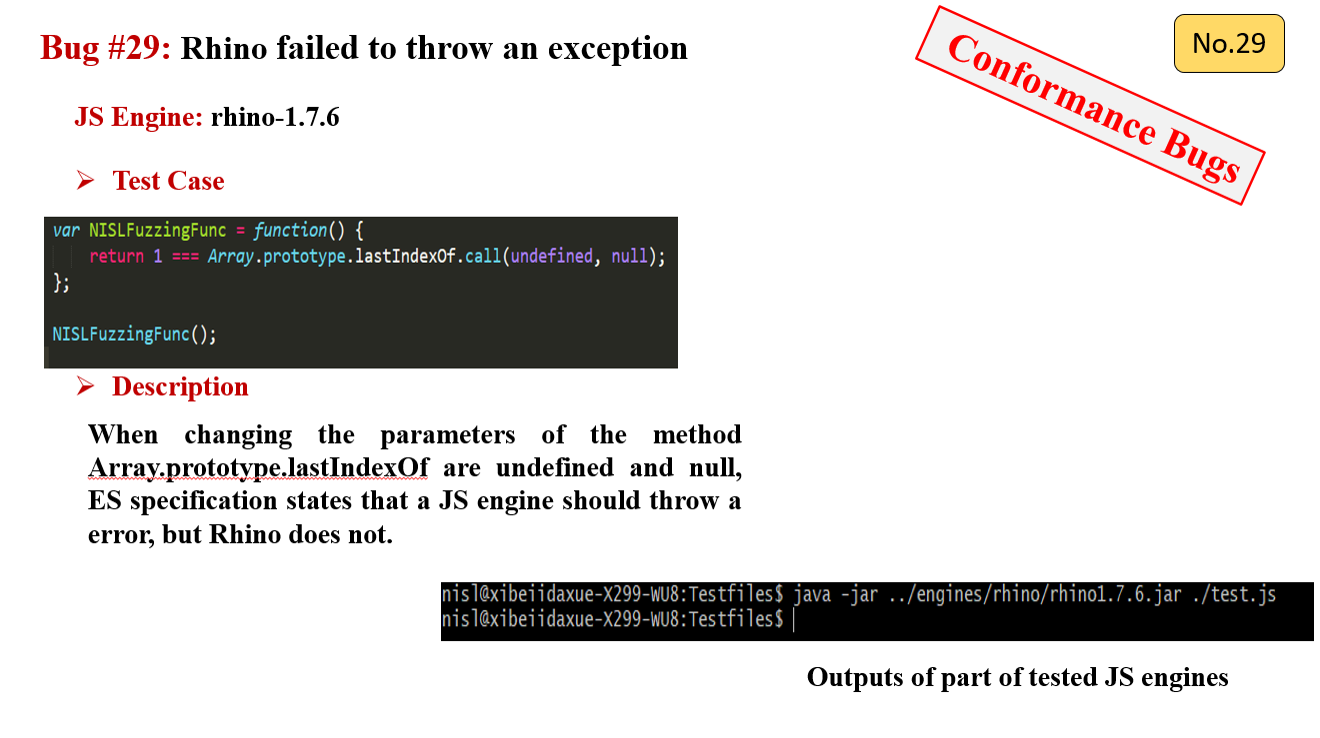 Bug #29: Rhino failed to throw an exception
Conformance Bugs
No.29
JS Engine: rhino-1.7.6
➢ Test Case
var NISLFuzzingFunc = function() {
    return 1 === Array.prototype.lastIndexOf.call(undefined, null);
};
NISLFuzzingFunc();
➢ Description
When changing the parameters of the method
Array.prototype.lastIndexOf are undefined and null,
ES specification states that a JS engine should throw a
error, but Rhino does not.
nisl@xibeiidaxue-X299-WU8:Testfiles$ java -jar ../engines/rhino/rhino1.7.6.jar ./test.js
nisl@xibeiidaxue-X299-WU8:Testfiles$
Outputs of part of tested JS engines